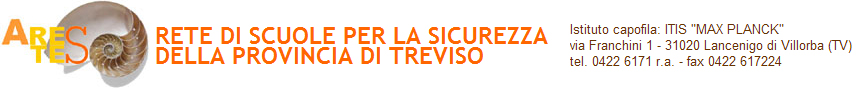 ARETES
RETE DI SCUOLE PER LA SICUREZZA
DELLA PROVINCIA DI TREVISO
Istituto capofila: ITIS "MAX PLANCK"
via Franchini 1 - 31020 Lancenigo di Villorba (TV)
tel. 0422 6171 r.a. - fax 0422 617224